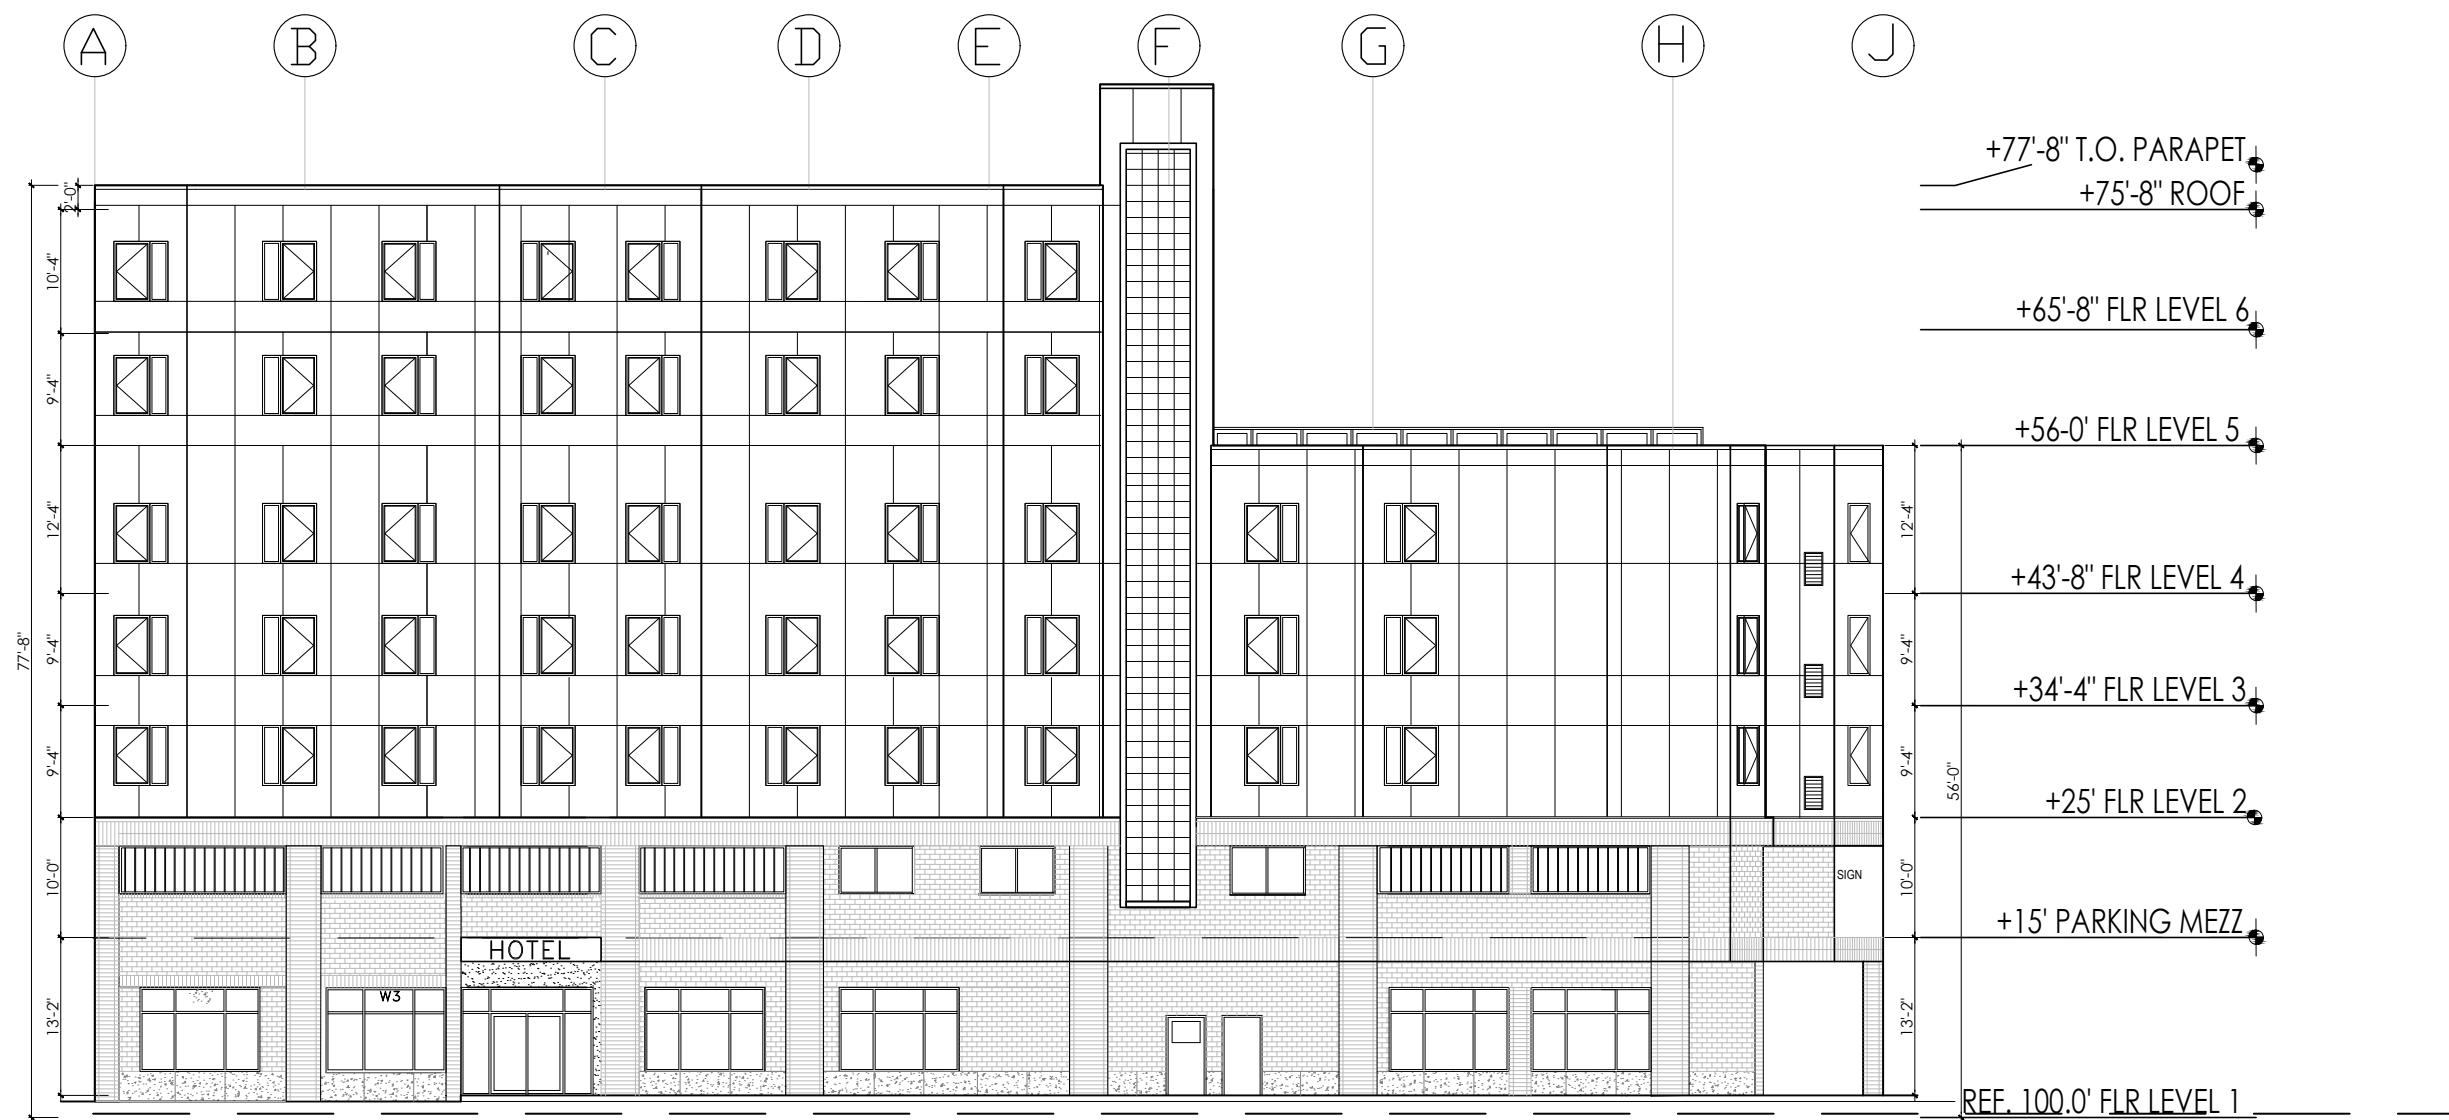 A B C D E F G H J
+77'-8" T.O. PARAPET
+75'-8" ROOF
+65'-8" FLR LEVEL 6
+56-0' FLR LEVEL 5
+43'-8" FLR LEVEL 4
+34'-4" FLR LEVEL 3
+25' FLR LEVEL 2
+15' PARKING MEZZ
REF. 100.0' FLR LEVEL 1
2'-0"
10'-4"
9'-4"
12'-4"
9'-4"
9'-4"
10'-0"
13'-2"
77'-8"
HOTEL
W3
SIGN
12'-4"
9'-4"
9'-4"
10'-0"
13'-2"
56'-0"